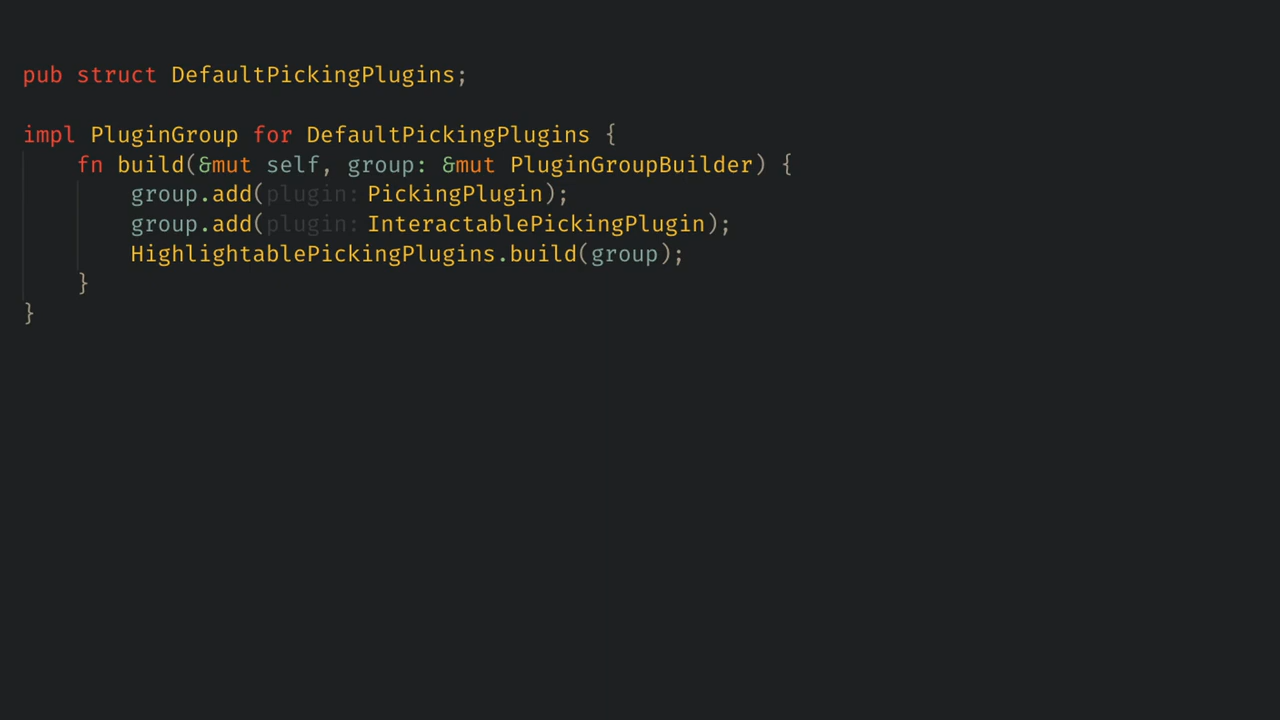 pub struct DefaultPickingPlugins;
impl PluginGroup for DefaultPickingPlugins {
    fn build(&mut self, group: &mut PluginGroupBuilder) {
        group.add(plugin: PickingPlugin);
        group.add(plugin: InteractablePickingPlugin);
        HighlightablePickingPlugins.build(group);
    }
}